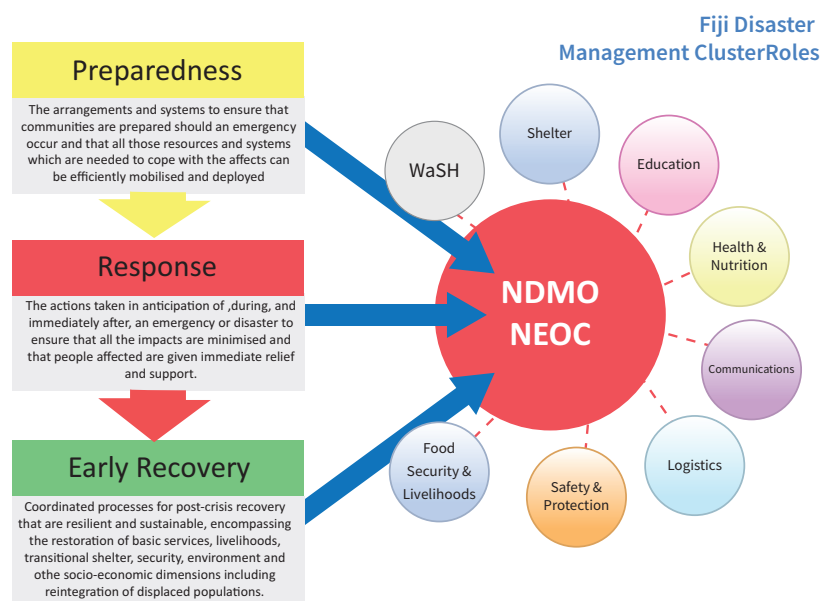 Fiji Disaster
Management ClusterRoles
Preparedness
The arrangements and systems to ensure that
communities are prepared should an emergency
occur and that all those resources and systems
which are needed to cope with the affects can
be efficiently mobilised and deployed
Response
The actions taken in anticipation of ,during, and
immediately after, an emergency or disaster to
ensure that all the impacts are minimised and
that people affected are given immediate relief
and support.
Early Recovery
Coordinated processes for post-crisis recovery
that are resilient and sustainable, encompassing
the restoration of basic services, livelihoods,
transitional shelter, security, environment and
othe socio-economic dimensions including
reintegration of displaced populations.
NDMO
NEOC
WaSH
Shelter
Education
Health &
Nutrition
Communications
Logistics
Safety &
Protection
Food
Security &
Livelihoods